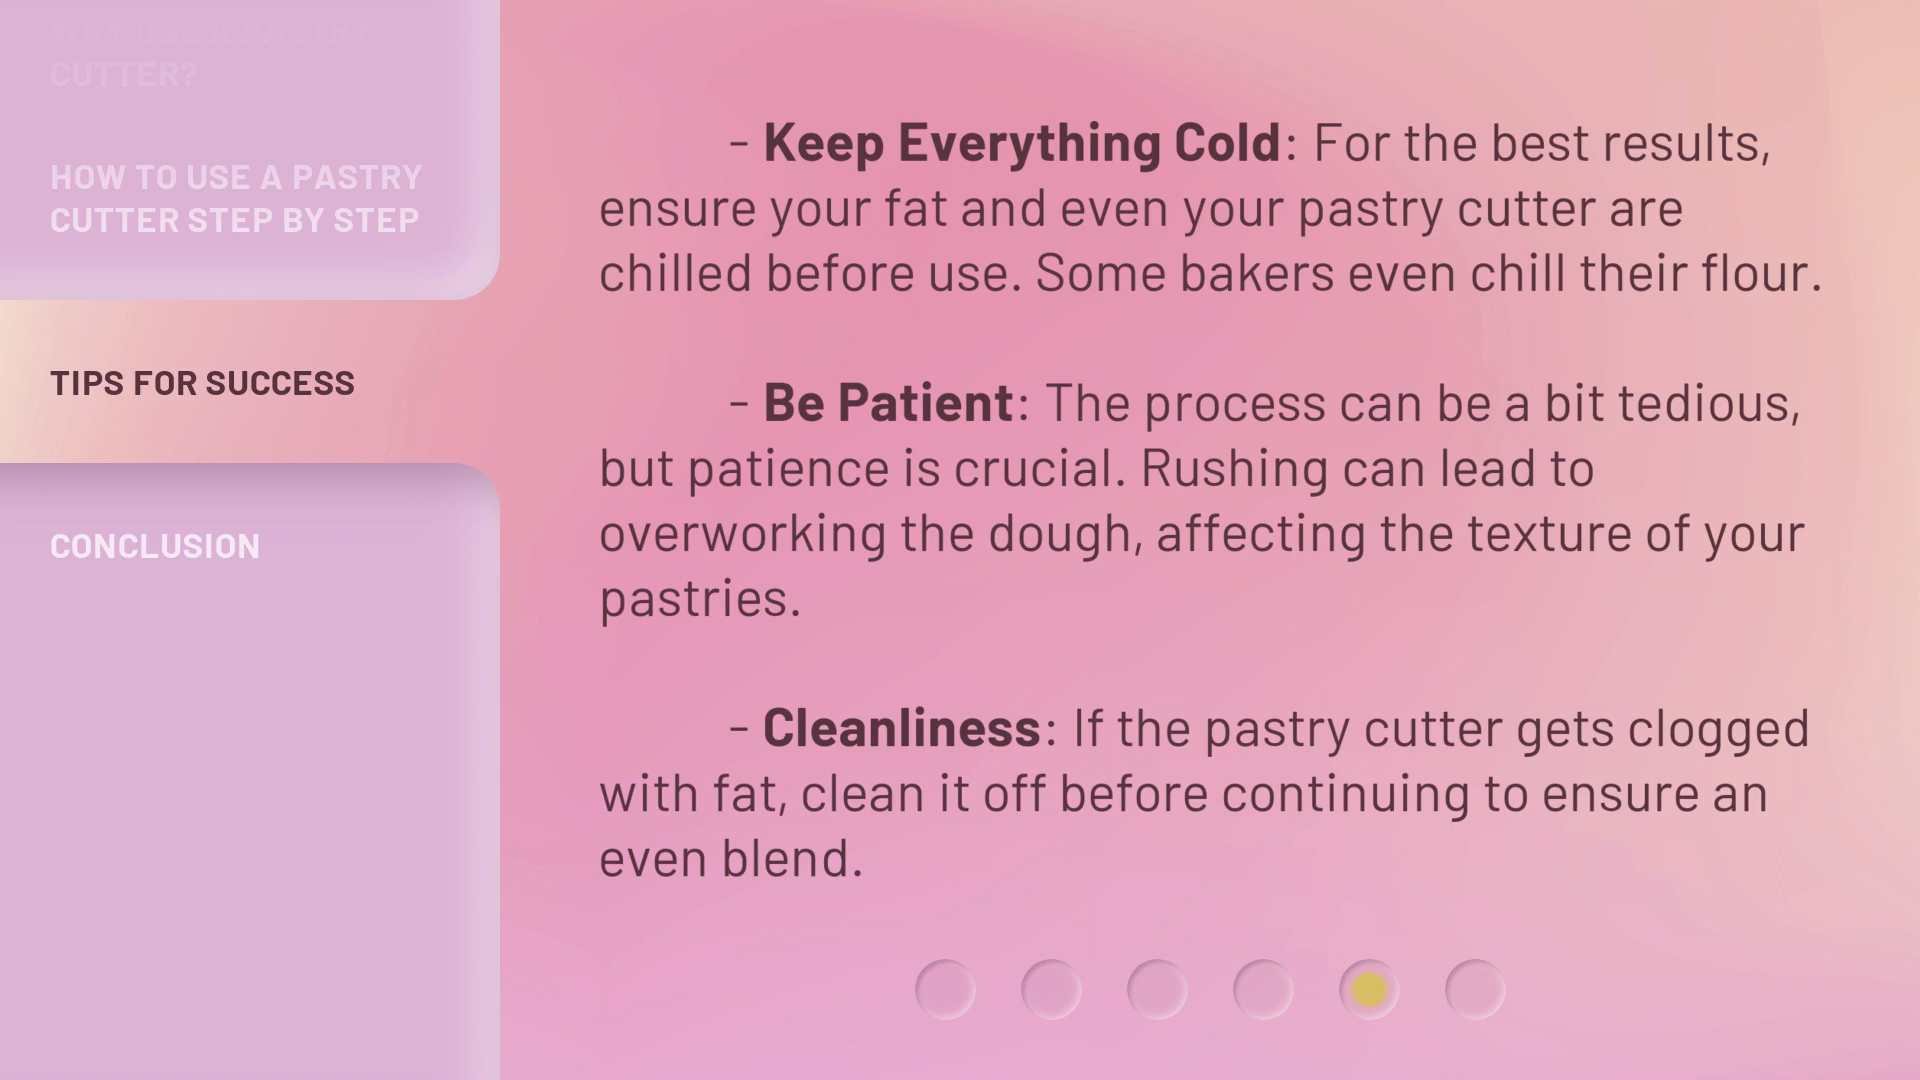 WHY USE A PASTRY
CUTTER?
HOW TO USE A PASTRY
CUTTER STEP BY STEP
TIPS FOR SUCCESS
CONCLUSION
- Keep Everything Cold: For the best results,
ensure your fat and even your pastry cutter are
chilled before use. Some bakers even chill their flour.
- Be Patient: The process can be a bit tedious,
but patience is crucial. Rushing can lead to
overworking the dough, affecting the texture of your
pastries.
- Cleanliness: If the pastry cutter gets clogged
with fat, clean it off before continuing to ensure an
even blend.